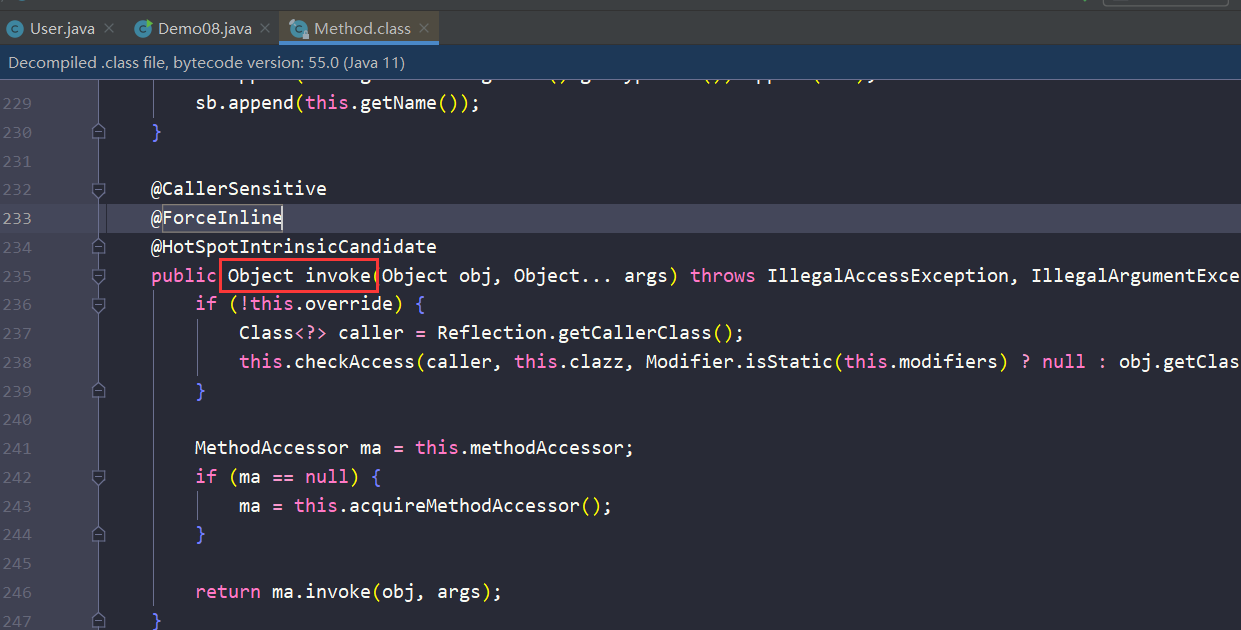 User.java
Demo08.java
Method.class
Decompiled .class file, bytecode version: 55.0 (Java 11)
229 sb.append(this.getName());
230 }
231
232 @CallerSensitive
233 @ForceInline
234 @HotSpotIntrinsicCandidate
235 public Object invoke(Object obj, Object... args) throws IllegalAccessException, IllegalArgumentExce
236 if (!this.override) {
237 Class<?> caller = Reflection.getCallerClass();
238 this.checkAccess(caller, this.clazz, Modifier.isStatic(this.modifiers) ? null : obj.getClas
239 }
240
241 MethodAccessor ma = this.methodAccessor;
242 if (ma == null) {
243 ma = this.acquireMethodAccessor();
244 }
245
246 return ma.invoke(obj, args);
247 }